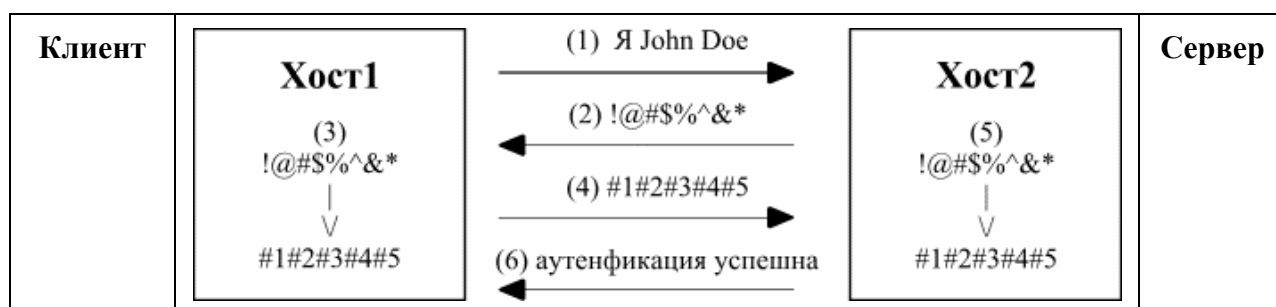 Клиент
Хост1
(3)
!@#$%^&*
|
\/
#1#2#3#4#5
(1) Я John Doe
(2) !@#$%^&*
(4) #1#2#3#4#5
(6) аутенфикация успешна
Хост2
(5)
!@#$%^&*
|
\/
#1#2#3#4#5
Сервер